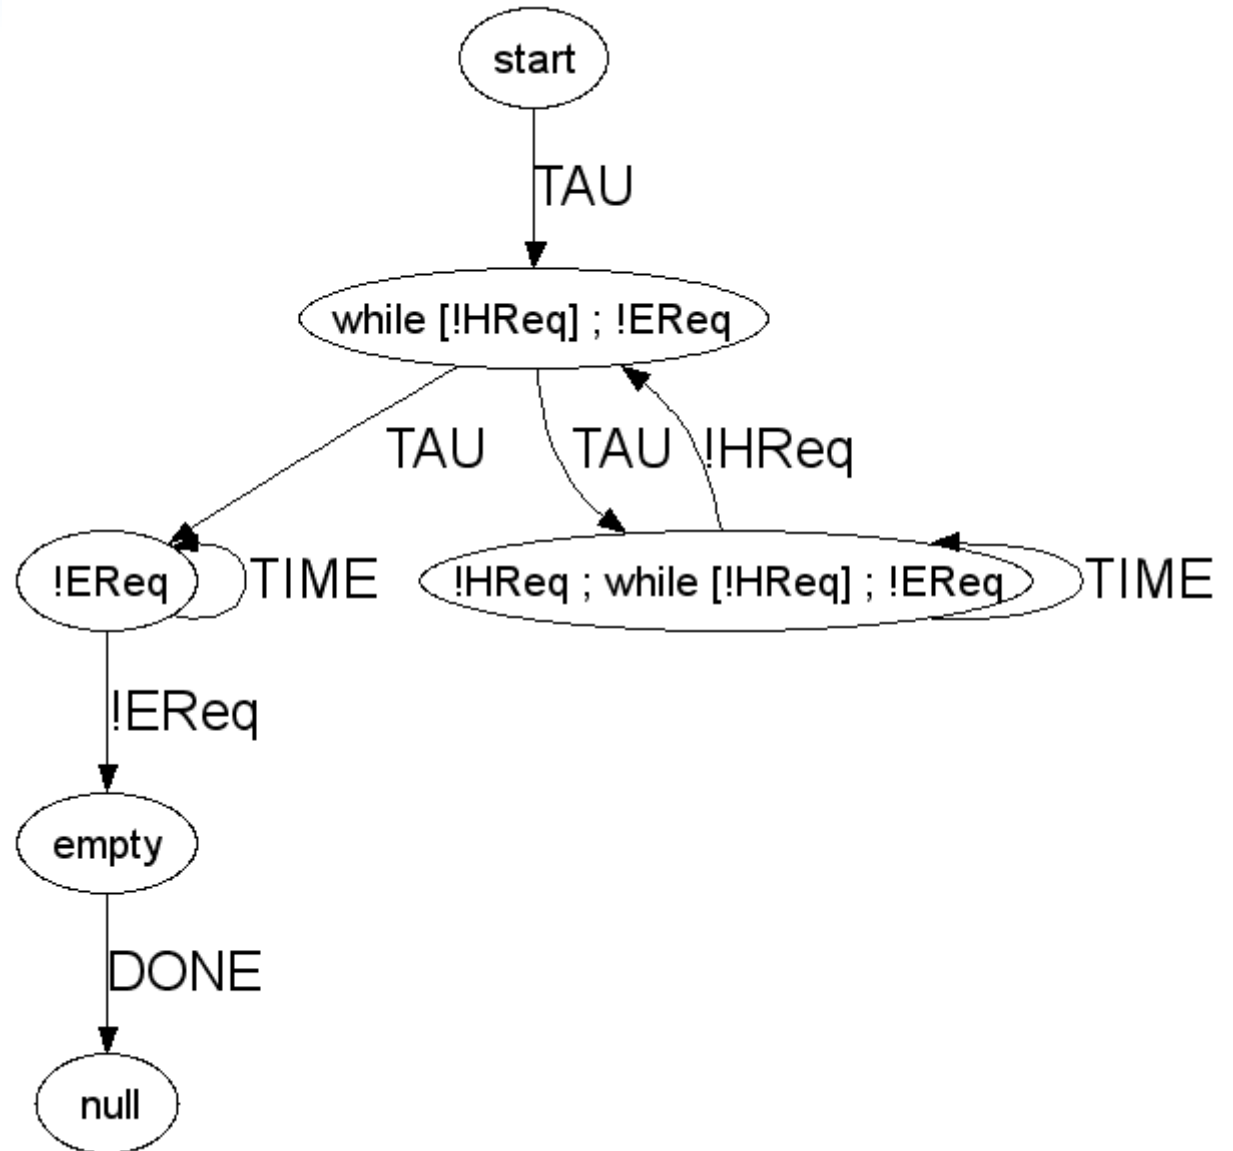 start
TAU
while [!HReq] ; !EReq
TAU
TAU
!HReq
!EReq
TIME
!HReq ; while [!HReq] ; !EReq
TIME
!EReq
empty
DONE
null